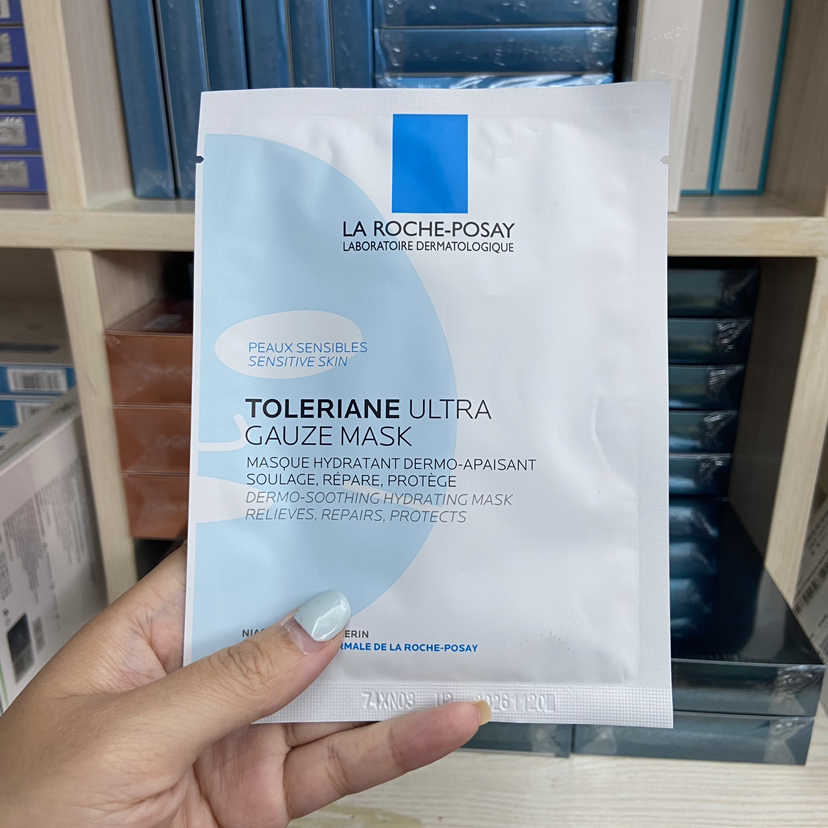 LA ROCHE-POSAY
LABORATOIRE DERMATOLOGIQUE
PEAUX SENSIBLES
SENSITIVE SKIN
TOLERIANE ULTRA
GAUZE MASK
MASQUE HYDRATANT DERMO-APAISANT
SOULAGE, RÉPARE, PROTÈGE
DERMO-SOOTHING HYDRATING MASK
RELIEVES, REPAIRS, PROTECTS
DE LA ROCHE-POSAY
74XN03